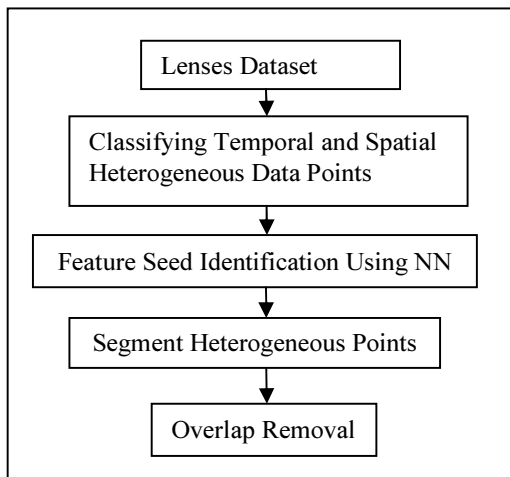 Lenses Dataset
Classifying Temporal and Spatial
Heterogeneous Data Points
Feature Seed Identification Using NN
Segment Heterogeneous Points
Overlap Removal